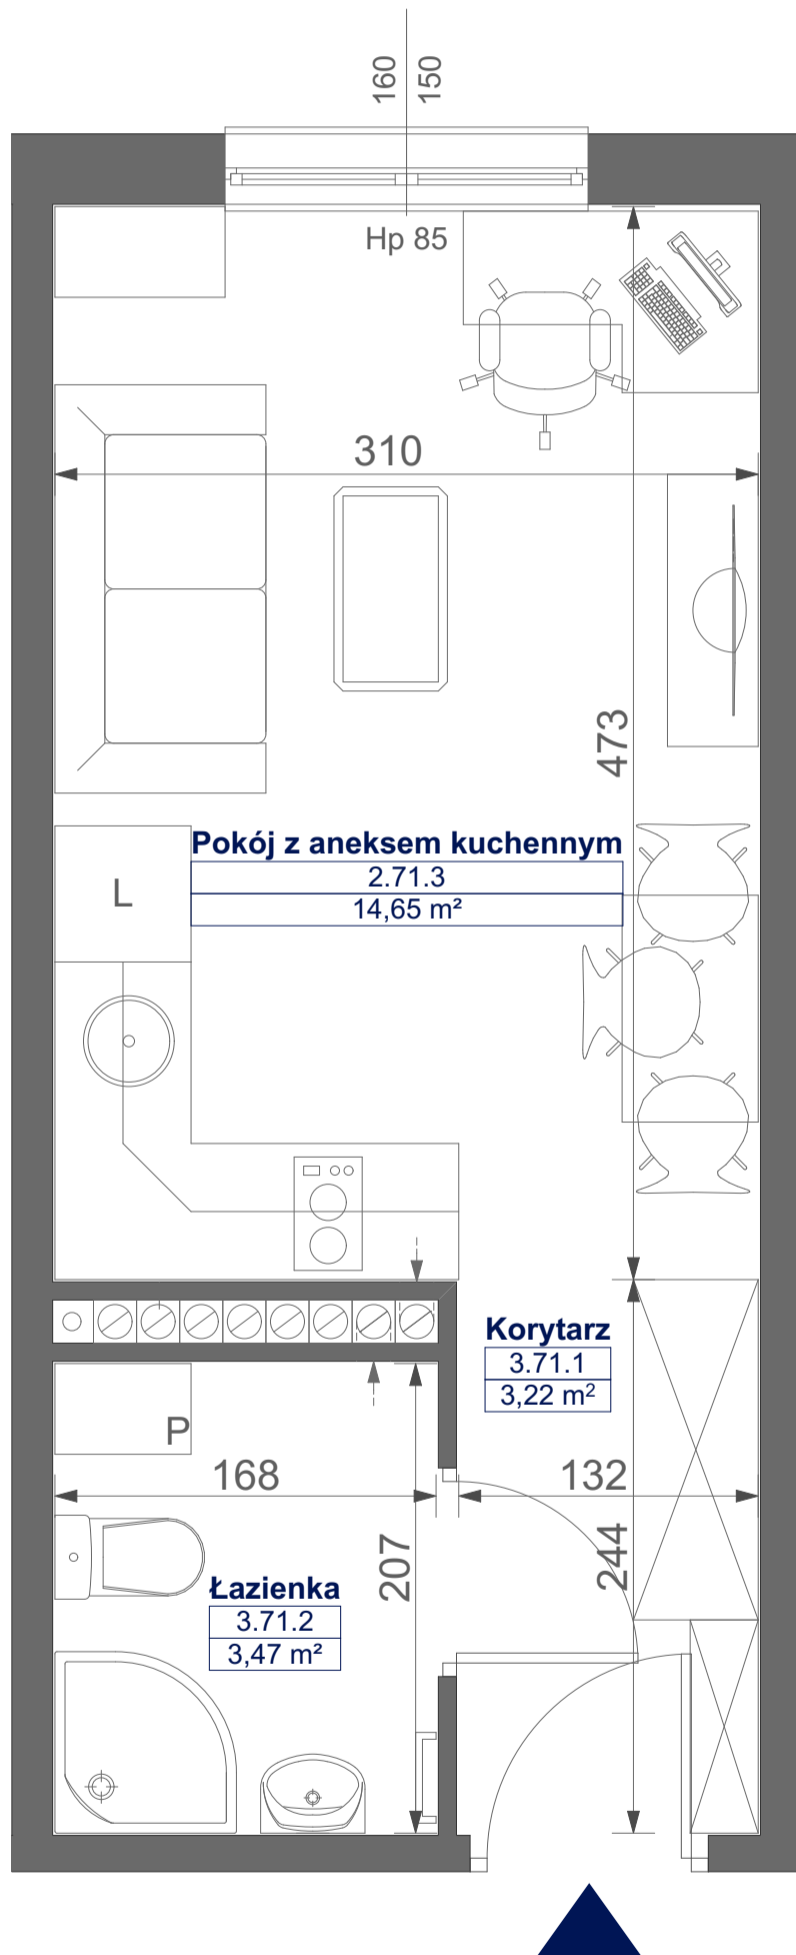 160
150
Hp 85
310
473
Pokój z aneksem kuchennym
2.71.3
14,65 m²
L
Korytarz
3.71.1
3,22 m²
P
168
132
207
244
Łazienka
3.71.2
3,47 m²